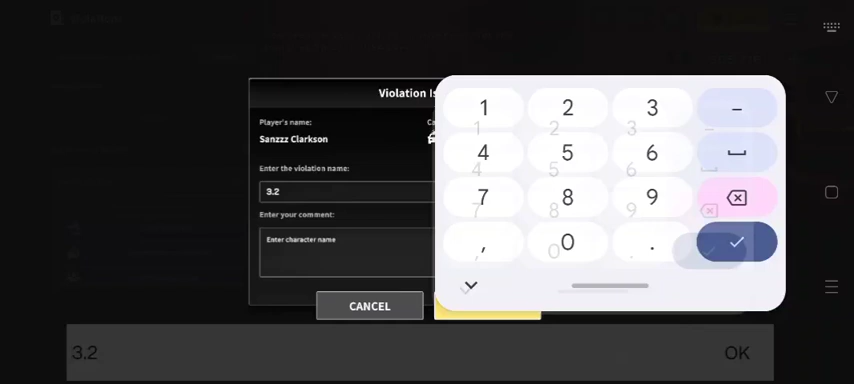 Violation Is
Player's name:
Ca
Sanzzz Clarkson
Enter the violation name:
3.2
Enter your comment:
Enter character name
CANCEL
1 2 3 –
4 5 6
7 8 9
, 0 .
3.2 OK